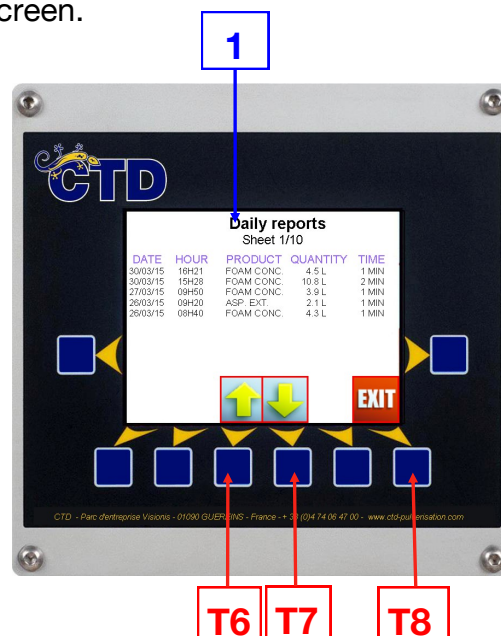 creen.
1
CTD
Daily reports
Sheet 1/10
DATE HOUR PRODUCT QUANTITY TIME
30/03/15 16H21 FOAM CONC. 4.5 L 1 MIN
30/03/15 15H28 FOAM CONC. 10.8 L 2 MIN
27/03/15 09H50 FOAM CONC. 3.9 L 1 MIN
26/03/15 09H20 ASP. EXT. 2.1 L 1 MIN
26/03/15 08H40 FOAM CONC. 4.3 L 1 MIN
EXIT
CTD - Parc d'entreprise Visionis - 01090 GUEREINS - France - + 33 (0)4 74 06 47 00 - www.ctd-pulverisation.com
T6 T7 T8